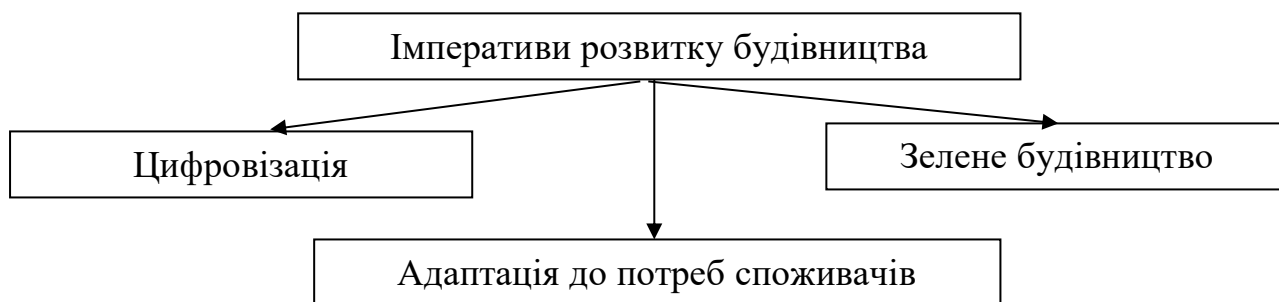 Імперативи розвитку будівництва
Цифровізація
Зелене будівництво
Адаптація до потреб споживачів